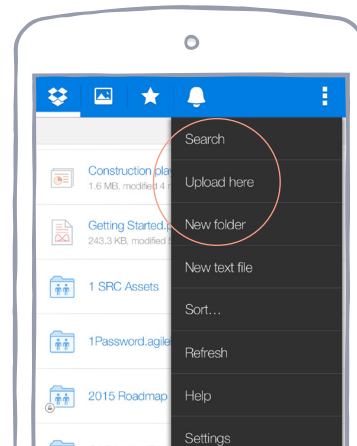 Search
Construction pla
1.6 MB, modified 4
Upload here
Getting Started.
243.3 KB, modified
New folder
New text file
1 SRC Assets
Sort...
1Password.agile
Refresh
2015 Roadmap
Help
Settings